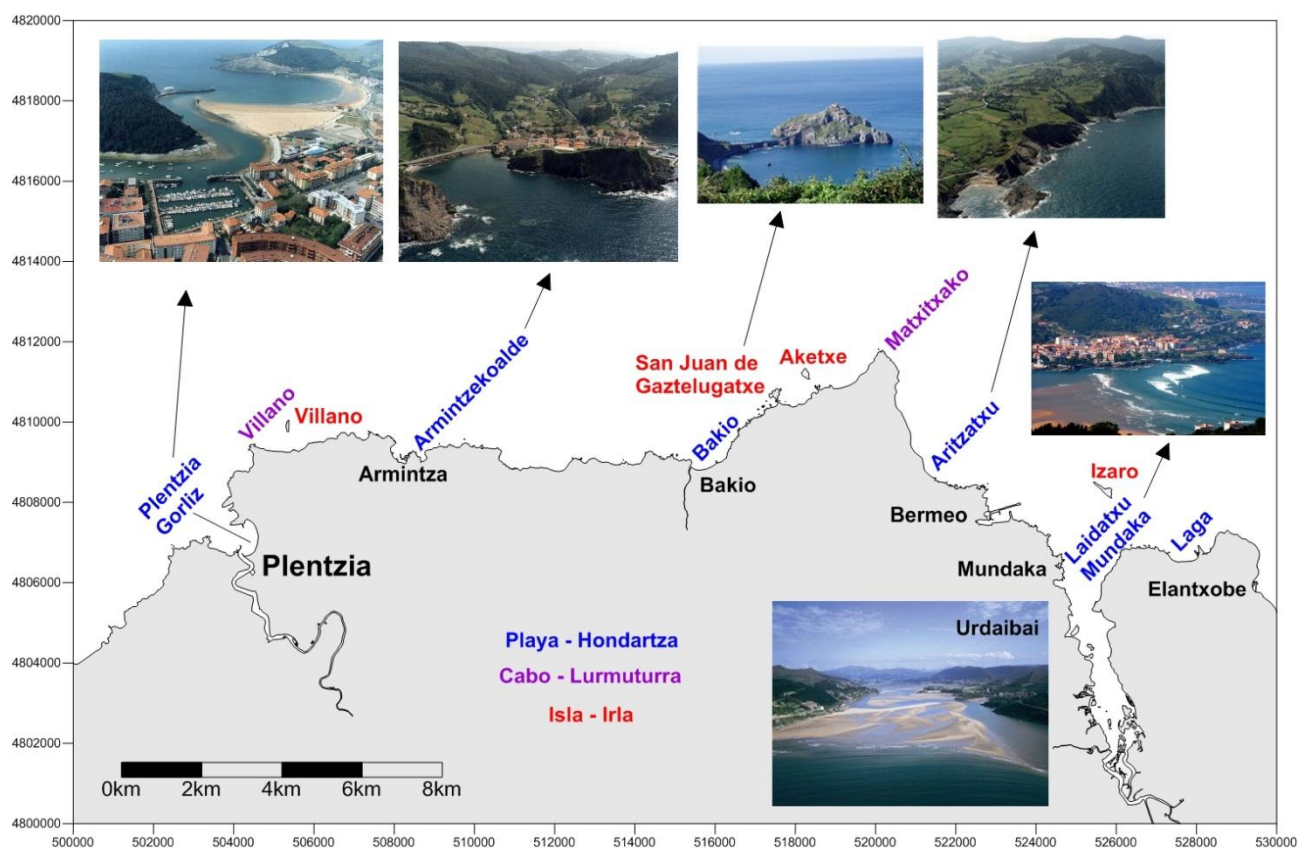 4820000
4818000
4816000
4814000
4812000
4810000
4808000
4806000
4804000
4802000
4800000
Matxitxako
San Juan de
Gaztelugatxe
Aketxe
Villano
Villano
Armintzekoalde
Armintza
Bakio
Bakio
Aritzatxu
Izaro
Plentzia
Gorliz
Plentzia
Bermeo
Laidatxu
Mundaka
Laga
Mundaka
Elantxobe
Urdaibai
Playa - Hondartza
Cabo - Lurmuturra
Isla - Irla
0km 2km 4km 6km 8km
500000 502000 504000 506000 508000 510000 512000 514000 516000 518000 520000 522000 524000 526000 528000 530000